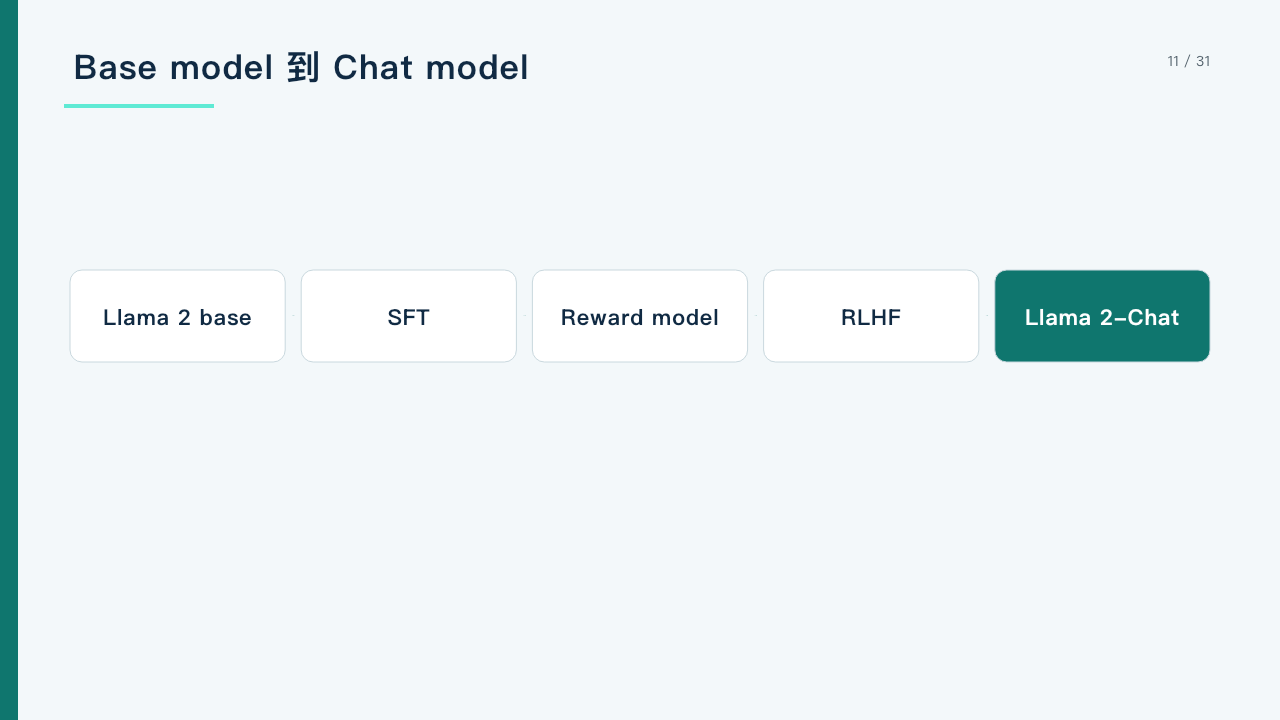 Base model 到 Chat model
11 / 31
Llama 2 base
SFT
Reward model
RLHF
Llama 2-Chat